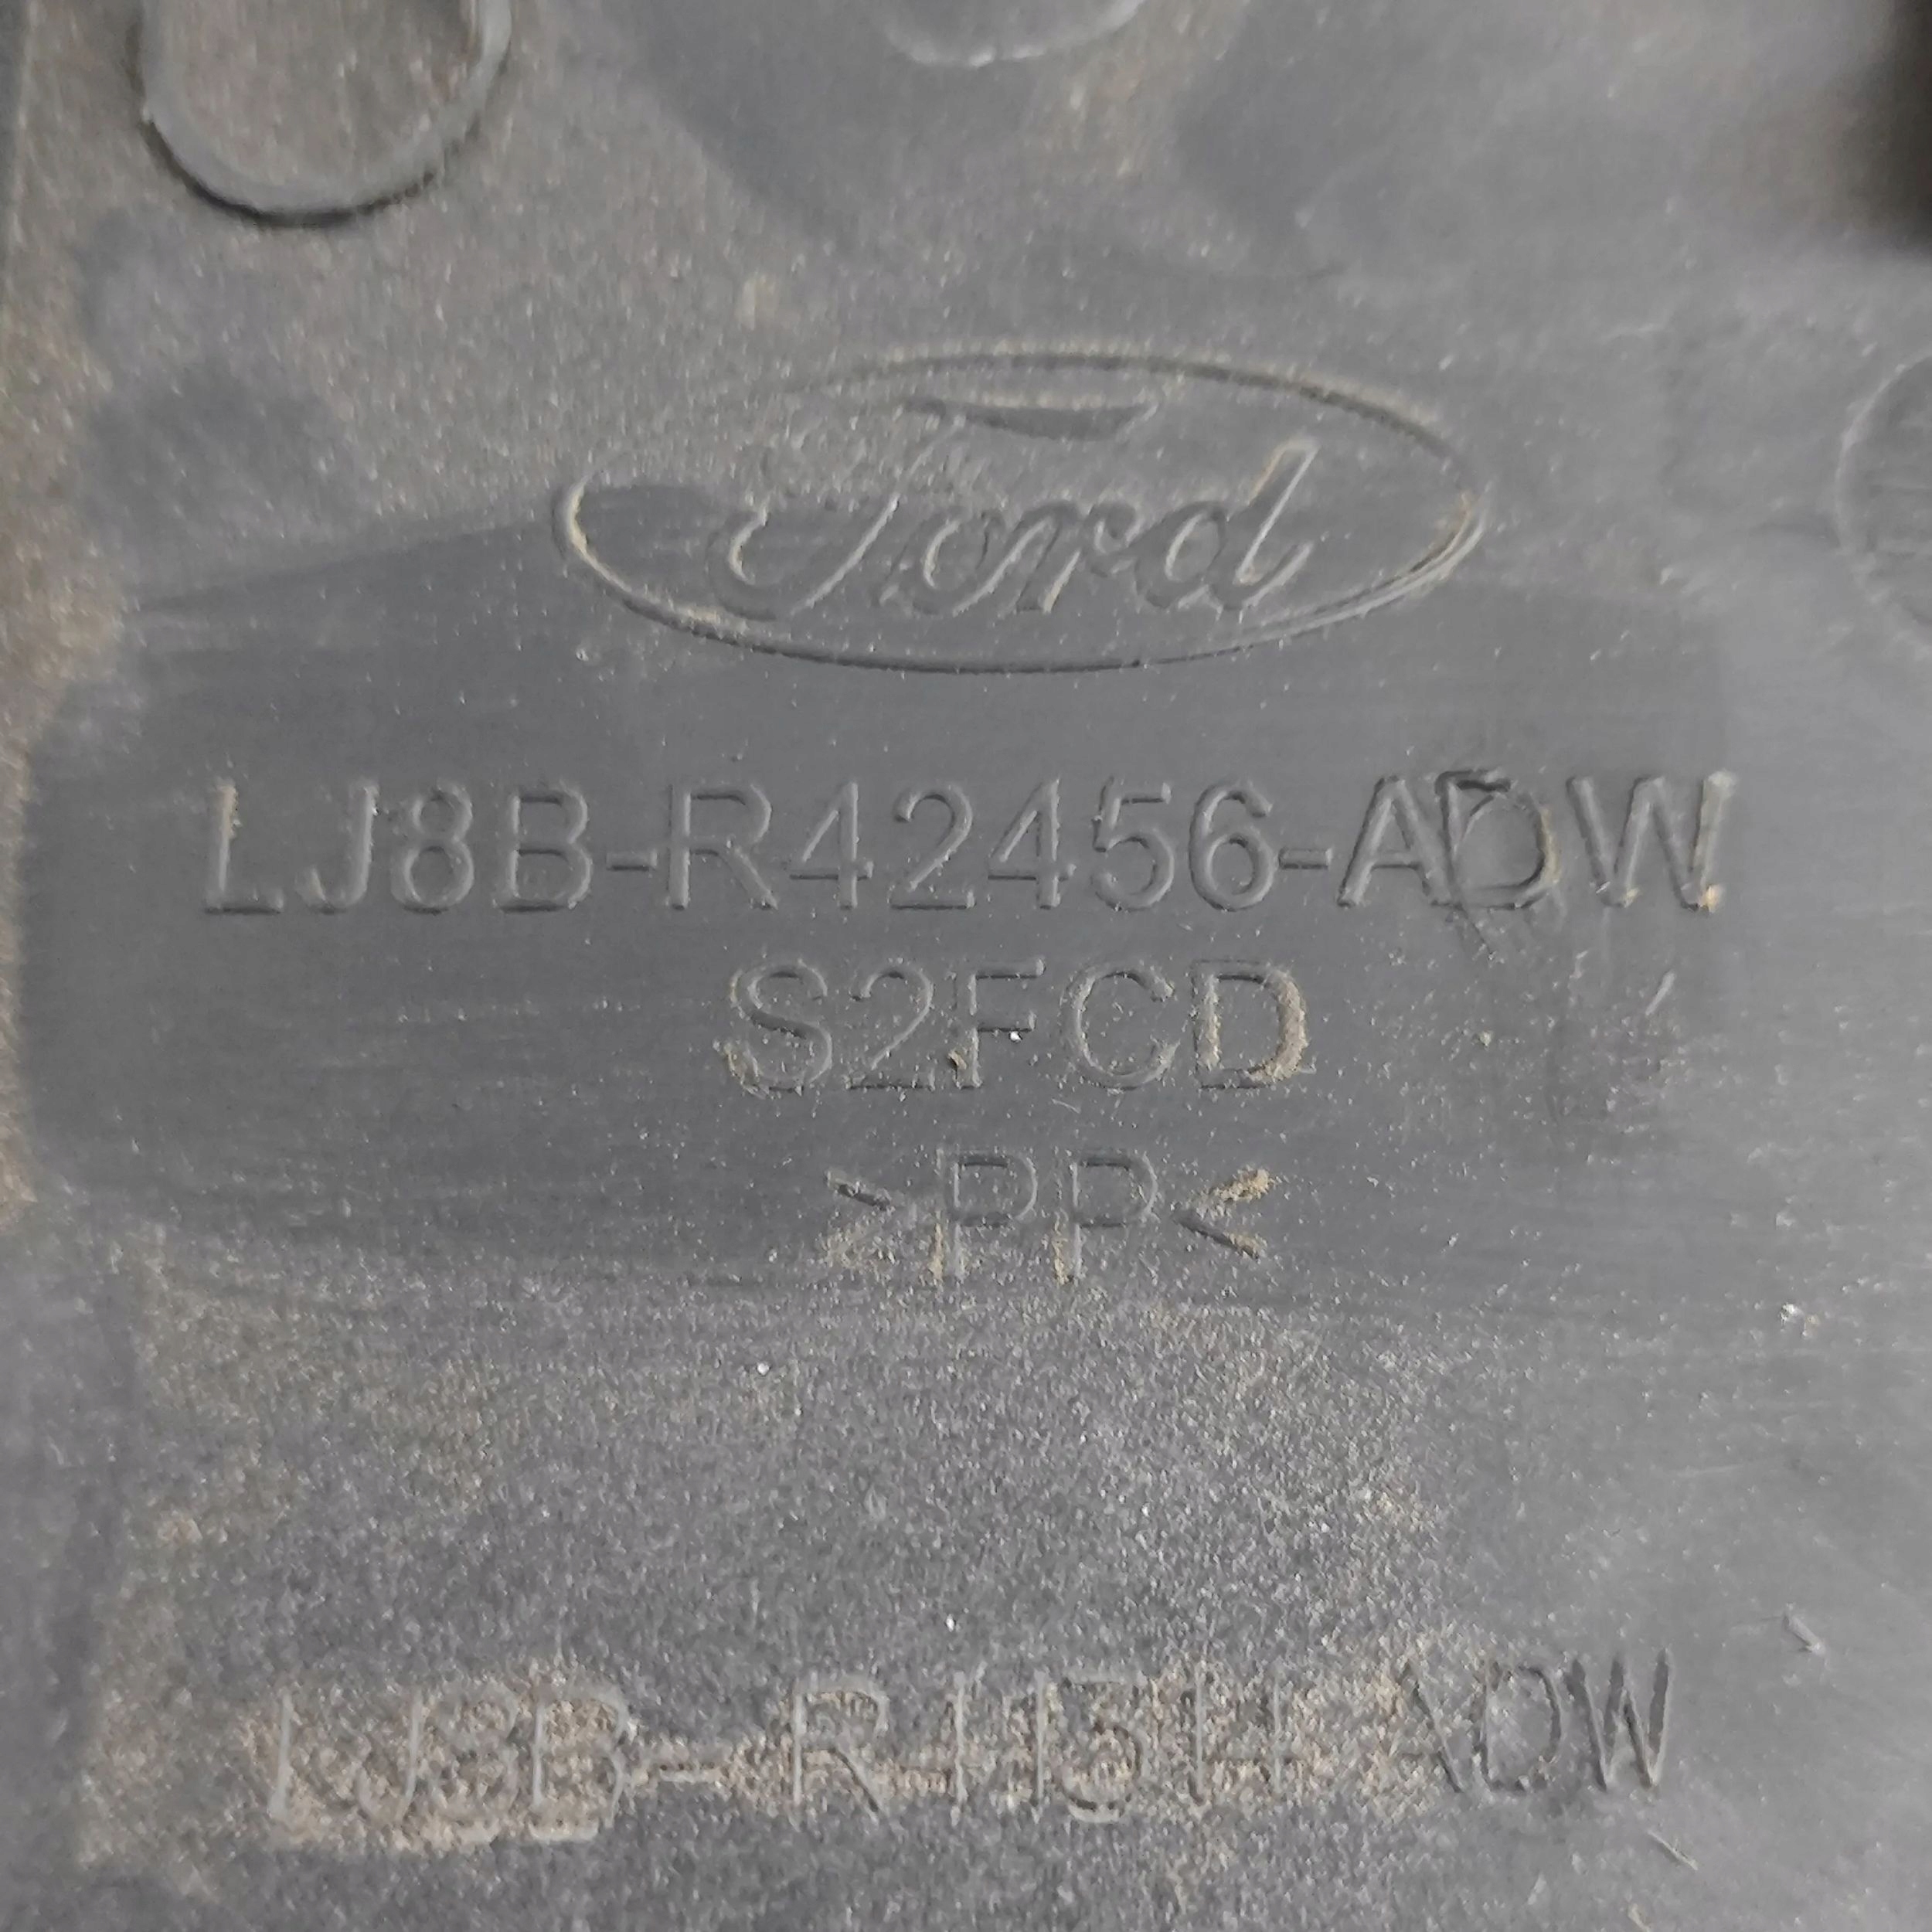 Ford
LJ8B-R42456-ADW
S2FCD
>PP<